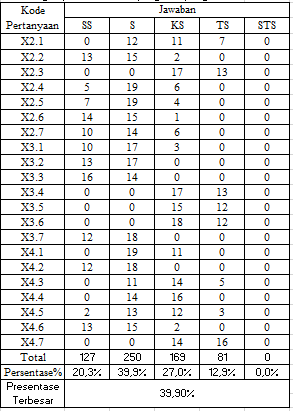 Kode Pertanyaan Jawaban
SS S KS TS STS
X2.1 0 12 11 7 0
X2.2 13 15 2 0 0
X2.3 0 0 17 13 0
X2.4 5 19 6 0 0
X2.5 7 19 4 0 0
X2.6 14 15 1 0 0
X2.7 10 14 6 0 0
X3.1 10 17 3 0 0
X3.2 13 17 0 0 0
X3.3 16 14 0 0 0
X3.4 0 0 17 13 0
X3.5 0 0 15 12 0
X3.6 0 0 18 12 0
X3.7 12 18 0 0 0
X4.1 0 19 11 0 0
X4.2 12 18 0 0 0
X4.3 0 11 14 5 0
X4.4 0 14 16 0 0
X4.5 2 13 12 3 0
X4.6 13 15 2 0 0
X4.7 0 0 14 16 0
Total 127 250 169 81 0
Persentase% 20,3% 39,9% 27,0% 12,9% 0,0%
Presentase Terbesar 39,90%